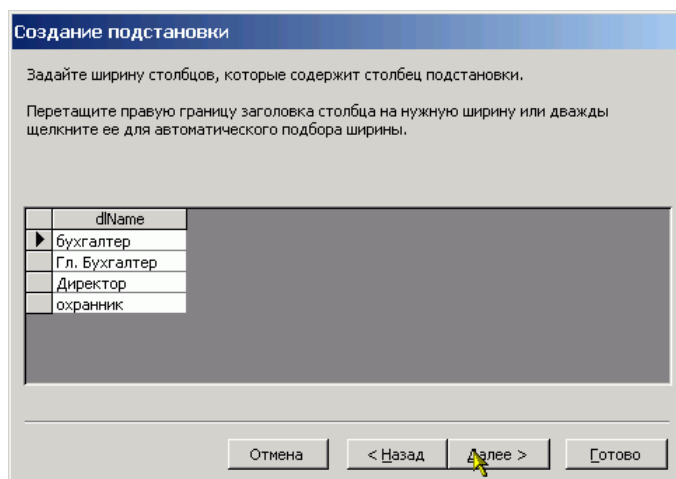 Создание подстановки
Задайте ширину столбцов, которые содержит столбец подстановки.
Перетащите правую границу заголовка столбца на нужную ширину или дважды
щелкните ее для автоматического подбора ширины.
dlName
бухгалтер
Гл. Бухгалтер
Директор
охранник
Отмена
< Назад
Далее >
Готово